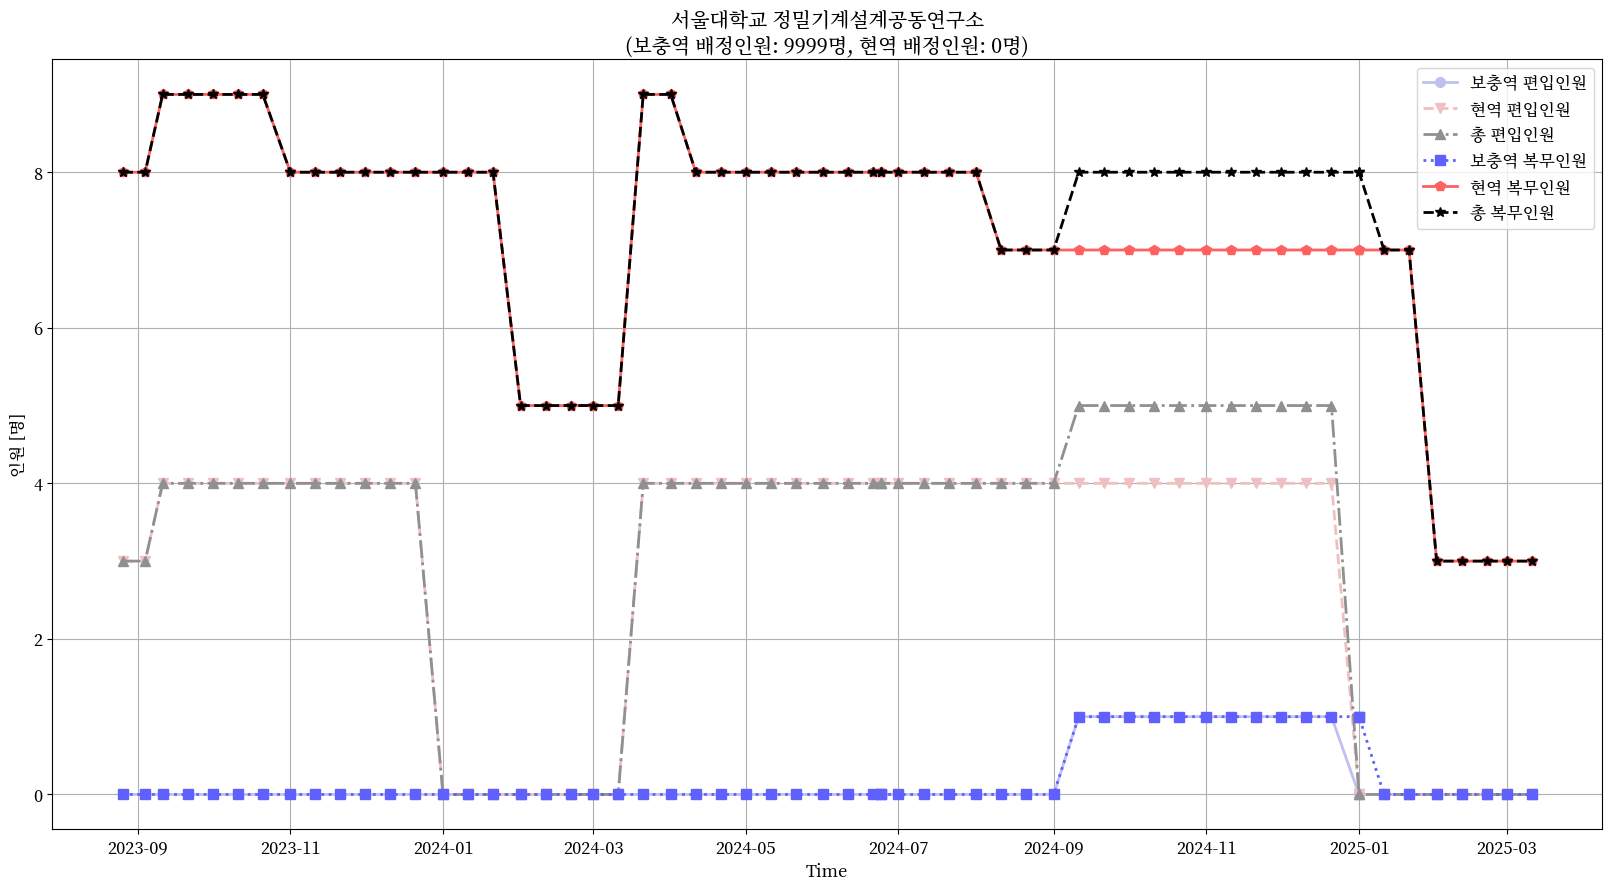 서울대학교 정밀기계설계공동연구소
(보충역 배정인원: 9999명, 현역 배정인원: 0명)
보충역 편입인원
현역 편입인원
총 편입인원
보충역 복무인원
현역 복무인원
총 복무인원
인원 [명]
8
6
4
2
0
2023-09
2023-11
2024-01
2024-03
2024-05
2024-07
2024-09
2024-11
2025-01
2025-03
Time